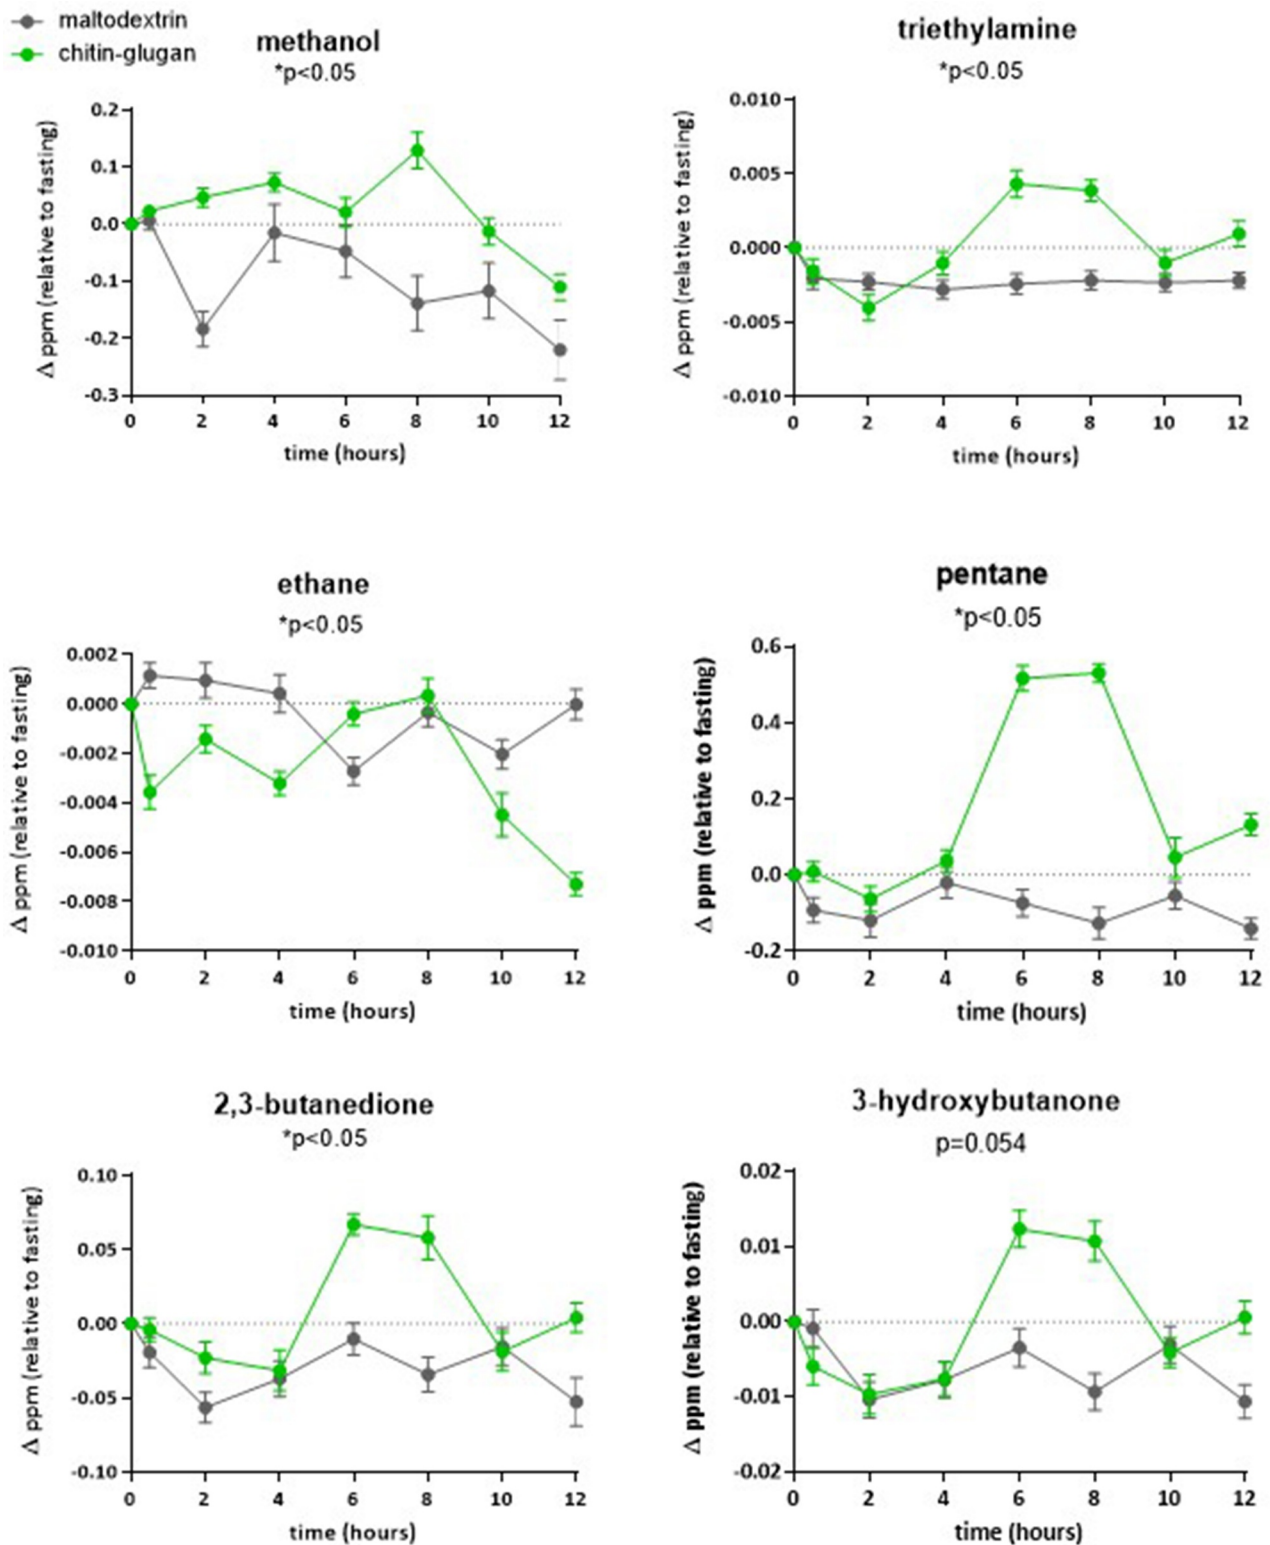 maltodextrin
chitin-glugan
methanol
*p<0.05
Δ ppm (relative to fasting)
0.2
0.1
0.0
-0.1
-0.2
-0.3
0 2 4 6 8 10 12
time (hours)
triethylamine
*p<0.05
Δ ppm (relative to fasting)
0.010
0.005
0.000
-0.005
-0.010
0 2 4 6 8 10 12
time (hours)
ethane
*p<0.05
Δ ppm (relative to fasting)
0.002
0.000
-0.002
-0.004
-0.006
-0.008
-0.010
0 2 4 6 8 10 12
time (hours)
pentane
*p<0.05
Δ ppm (relative to fasting)
0.6
0.4
0.2
0.0
-0.2
0 2 4 6 8 10 12
time (hours)
2,3-butanedione
*p<0.05
Δ ppm (relative to fasting)
0.10
0.05
0.00
-0.05
-0.10
0 2 4 6 8 10 12
time (hours)
3-hydroxybutanone
p=0.054
Δ ppm (relative to fasting)
0.02
0.01
0.00
-0.01
-0.02
0 2 4 6 8 10 12
time (hours)